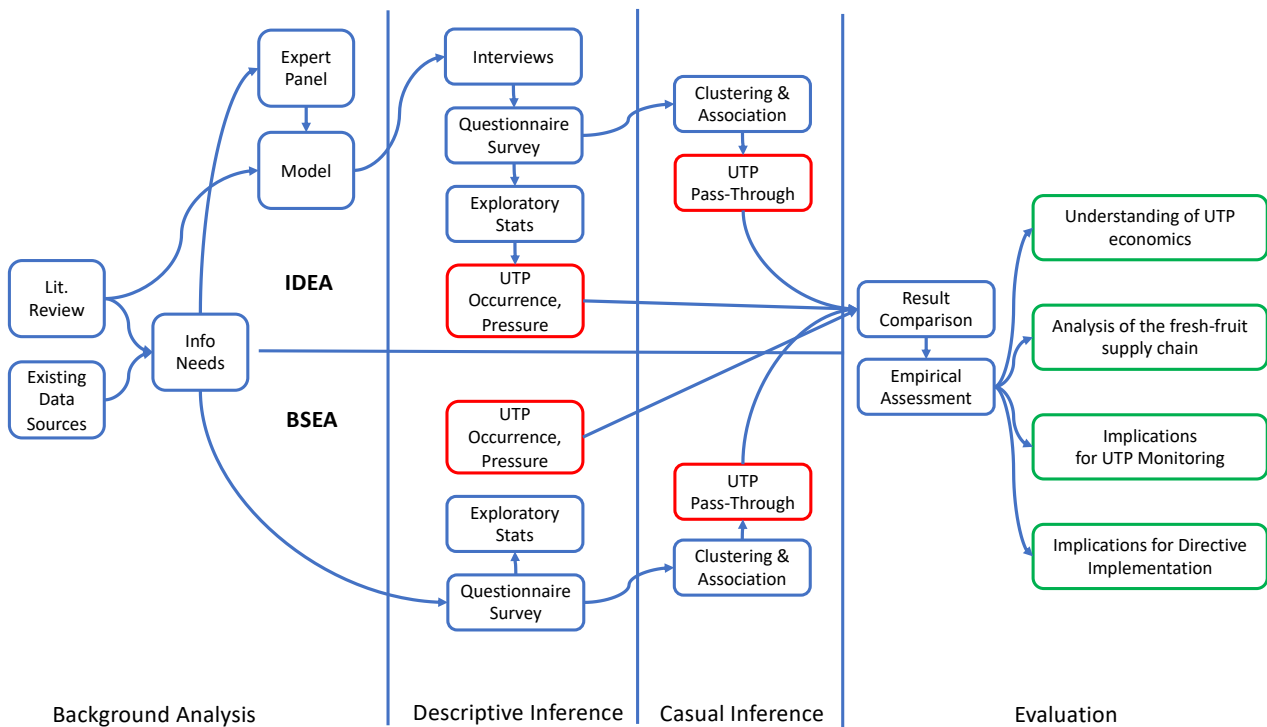 Expert
Panel
Model
Lit.
Review
Info
Needs
Existing
Data
Sources
IDEA
BSEA
Interviews
Questionnaire
Survey
Exploratory
Stats
UTP
Occurrence,
Pressure
UTP
Occurrence,
Pressure
Exploratory
Stats
Questionnaire
Survey
Clustering &
Association
UTP
Pass-Through
UTP
Pass-Through
Clustering &
Association
Result
Comparison
Empirical
Assessment
Understanding of UTP
economics
Analysis of the fresh-fruit
supply chain
Implications
for UTP Monitoring
Implications for Directive
Implementation
Background Analysis
Descriptive Inference
Casual Inference
Evaluation